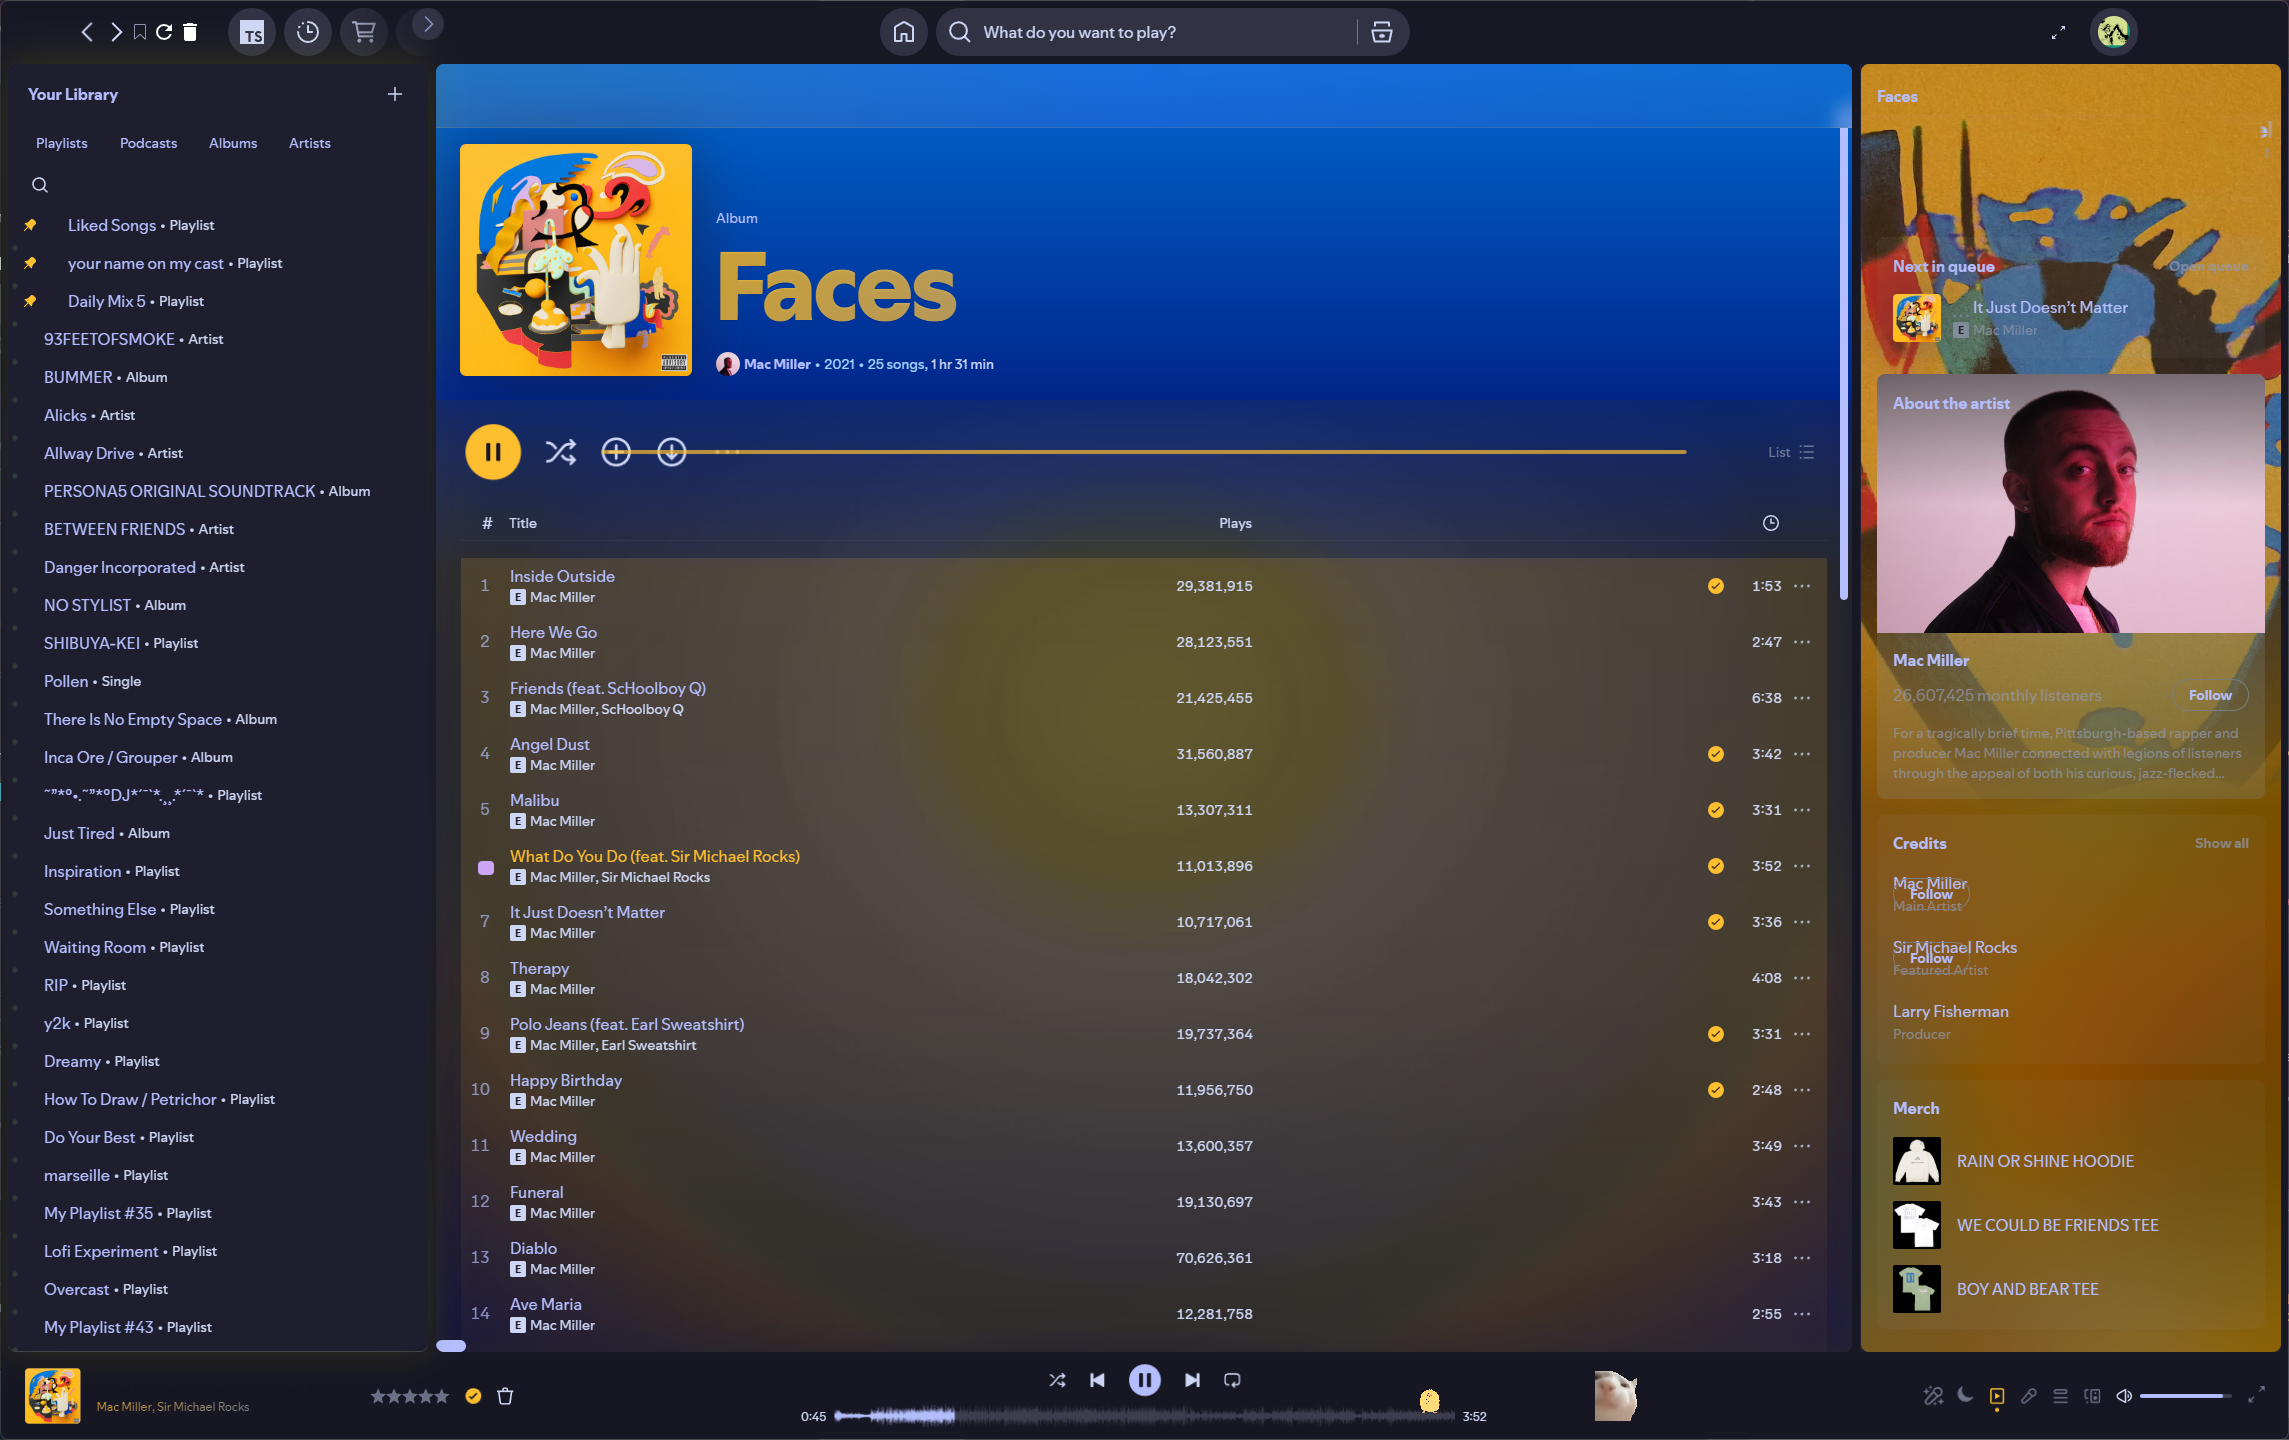 TS
What do you want to play?
Your Library
Playlists Podcasts Albums Artists
Liked Songs • Playlist
your name on my cast • Playlist
Daily Mix 5 • Playlist
93FEETOFSMOKE • Artist
BUMMER • Album
Alicks • Artist
Allway Drive • Artist
PERSONA5 ORIGINAL SOUNDTRACK • Album
BETWEEN FRIENDS • Artist
Danger Incorporated • Artist
NO STYLIST • Album
SHIBUYA-KEI • Playlist
Pollen • Single
There Is No Empty Space • Album
Inca Ore / Grouper • Album
˜”*°•.˜”*°DJ*´¯`*.¸¸.*´¯`* • Playlist
Just Tired • Album
Inspiration • Playlist
Something Else • Playlist
Waiting Room • Playlist
RIP • Playlist
y2k • Playlist
Dreamy • Playlist
How To Draw / Petrichor • Playlist
Do Your Best • Playlist
marseille • Playlist
My Playlist #35 • Playlist
Lofi Experiment • Playlist
Overcast • Playlist
My Playlist #43 • Playlist
Album
Faces
Mac Miller • 2021 • 25 songs, 1 hr 31 min
List
# Title Plays
1 Inside Outside 29,381,915 1:53
E Mac Miller
2 Here We Go 28,123,551 2:47
E Mac Miller
3 Friends (feat. ScHoolboy Q) 21,425,455 6:38
E Mac Miller, ScHoolboy Q
4 Angel Dust 31,560,887 3:42
E Mac Miller
5 Malibu 13,307,311 3:31
E Mac Miller
What Do You Do (feat. Sir Michael Rocks) 11,013,896 3:52
E Mac Miller, Sir Michael Rocks
7 It Just Doesn’t Matter 10,717,061 3:36
E Mac Miller
8 Therapy 18,042,302 4:08
E Mac Miller
9 Polo Jeans (feat. Earl Sweatshirt) 19,737,364 3:31
E Mac Miller, Earl Sweatshirt
10 Happy Birthday 11,956,750 2:48
E Mac Miller
11 Wedding 13,600,357 3:49
E Mac Miller
12 Funeral 19,130,697 3:43
E Mac Miller
13 Diablo 70,626,361 3:18
E Mac Miller
14 Ave Maria 12,281,758 2:55
E Mac Miller
Faces
Next in queue Open queue
It Just Doesn’t Matter
E Mac Miller
About the artist
Mac Miller
26,607,425 monthly listeners Follow
For a tragically brief time, Pittsburgh-based rapper and
producer Mac Miller connected with legions of listeners
through the appeal of both his curious, jazz-flecked...
Credits Show all
Mac Miller
Follow
Main Artist
Sir Michael Rocks
Follow
Featured Artist
Larry Fisherman
Producer
Merch
RAIN OR SHINE HOODIE
WE COULD BE FRIENDS TEE
BOY AND BEAR TEE
Mac Miller, Sir Michael Rocks
0:45 3:52